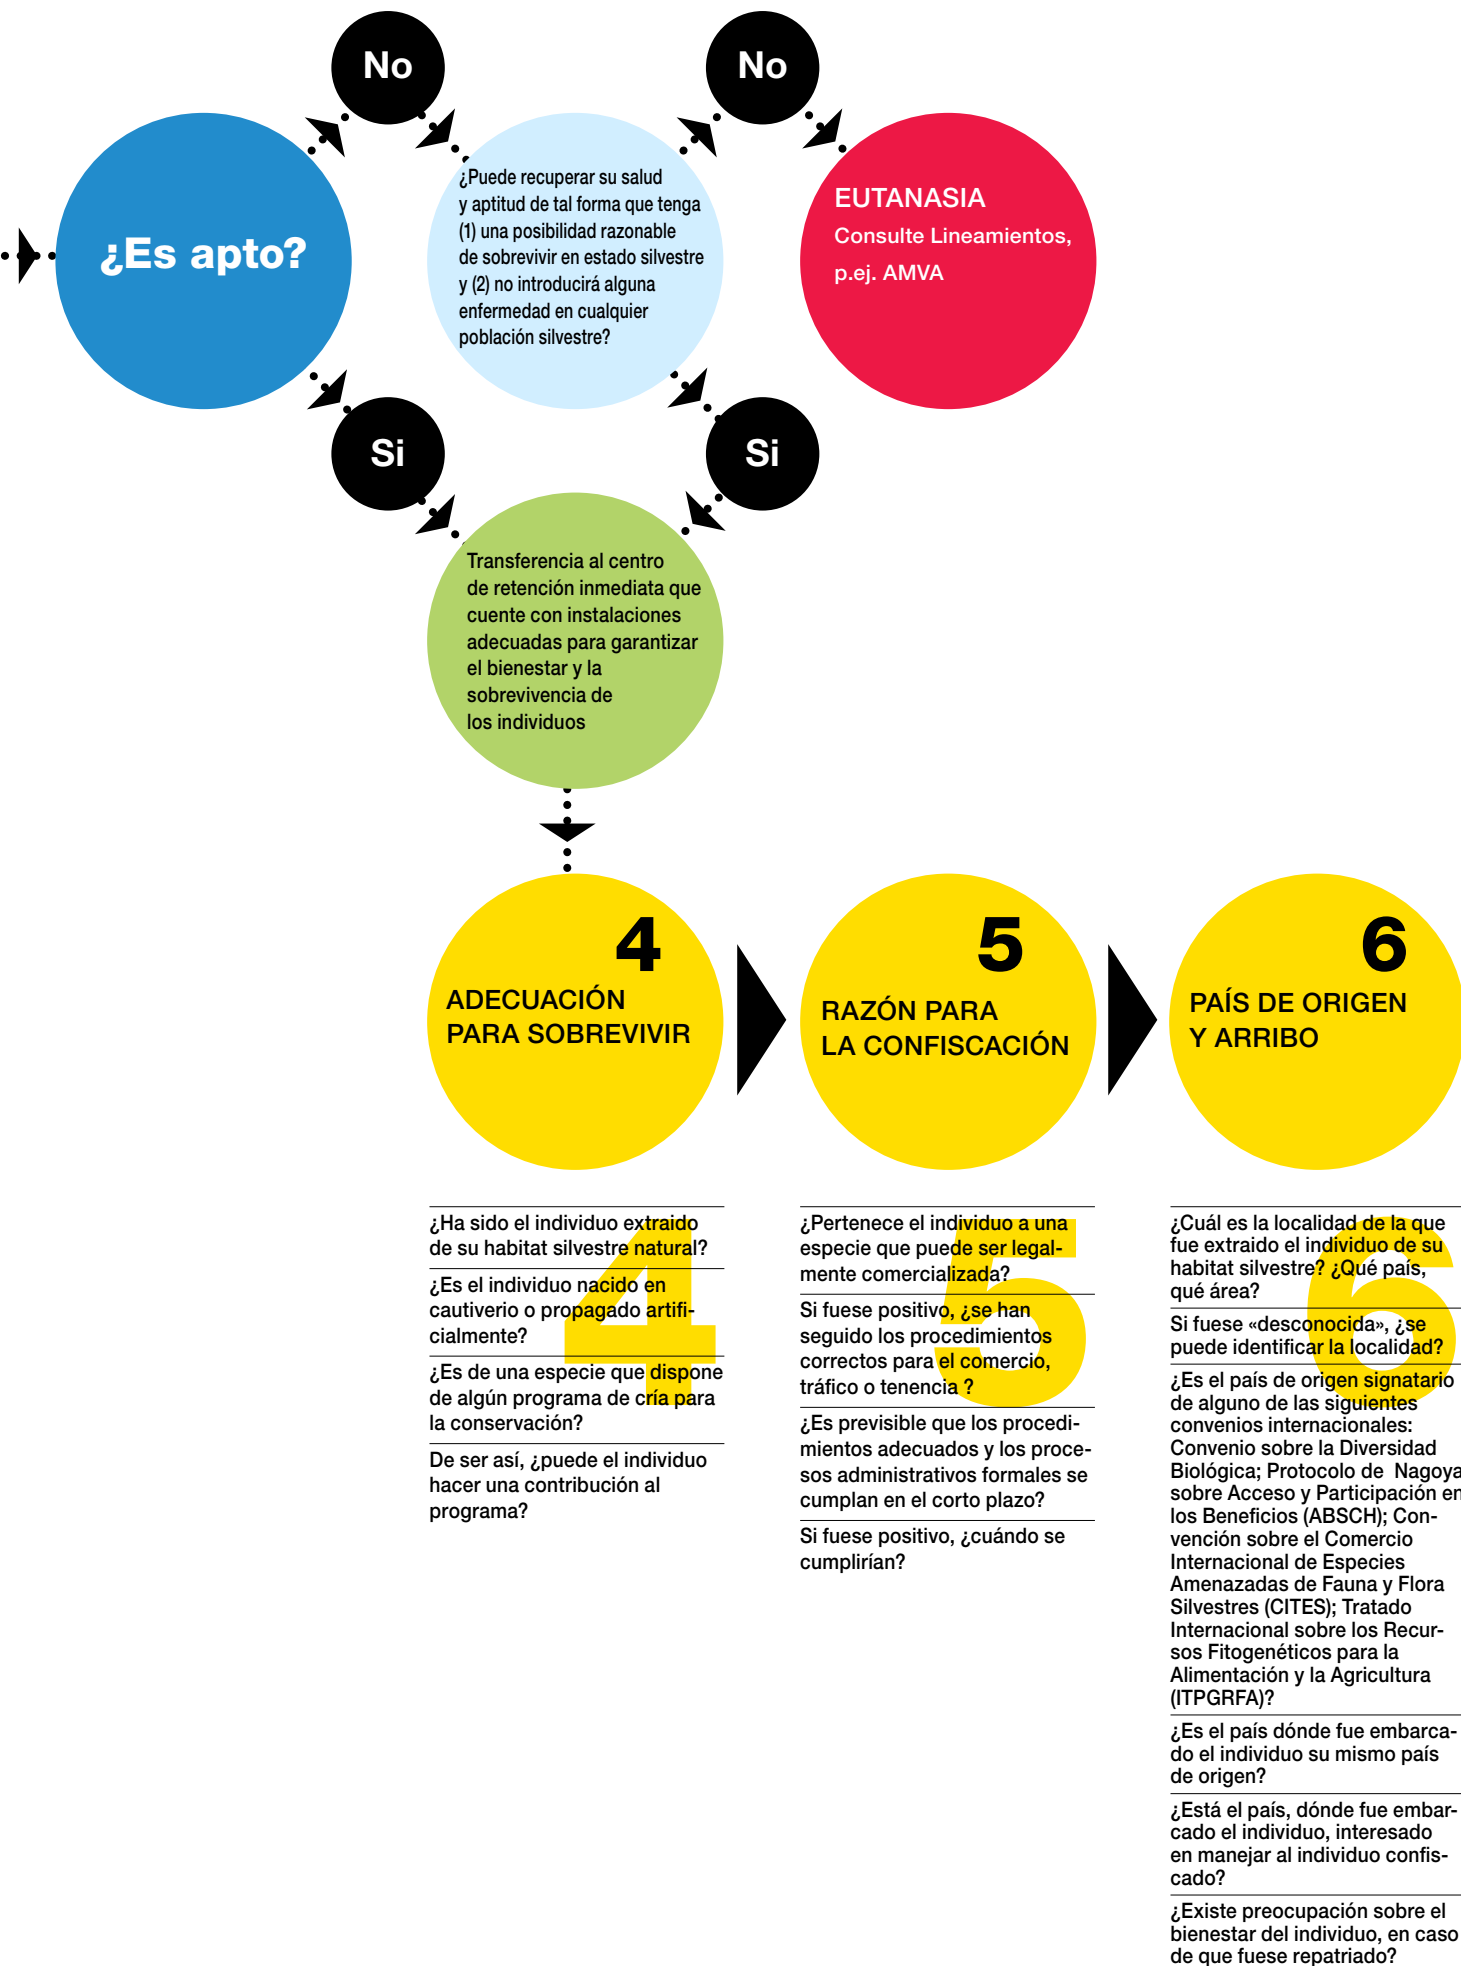 No
No
¿Es apto?
¿Puede recuperar su salud
y aptitud de tal forma que tenga
(1) una posibilidad razonable
de sobrevivir en estado silvestre
y (2) no introducirá alguna
enfermedad en cualquier
población silvestre?
EUTANASIA
Consulte Lineamientos,
p.ej. AMVA
Si
Si
Transferencia al centro
de retención inmediata que
cuente con instalaciones
adecuadas para garantizar
el bienestar y la
sobrevivencia de
los individuos
4
ADECUACIÓN
PARA SOBREVIVIR
5
RAZÓN PARA
LA CONFISCACIÓN
6
PAÍS DE ORIGEN
Y ARRIBO
4
¿Ha sido el individuo extraido
de su habitat silvestre natural?
¿Es el individuo nacido en
cautiverio o propagado artifi-
cialmente?
¿Es de una especie que dispone
de algún programa de cría para
la conservación?
De ser así, ¿puede el individuo
hacer una contribución al
programa?
5
¿Pertenece el individuo a una
especie que puede ser legal-
mente comercializada?
Si fuese positivo, ¿se han
seguido los procedimientos
correctos para el comercio,
tráfico o tenencia ?
¿Es previsible que los procedi-
mientos adecuados y los proce-
sos administrativos formales se
cumplan en el corto plazo?
Si fuese positivo, ¿cuándo se
cumplirían?
6
¿Cuál es la localidad de la que
fue extraido el individuo de su
habitat silvestre? ¿Qué país,
qué área?
Si fuese «desconocida», ¿se
puede identificar la localidad?
¿Es el país de origen signatario
de alguno de las siguientes
convenios internacionales:
Convenio sobre la Diversidad
Biológica; Protocolo de Nagoya
sobre Acceso y Participación en
los Beneficios (ABSCH); Con-
vención sobre el Comercio
Internacional de Especies
Amenazadas de Fauna y Flora
Silvestres (CITES); Tratado
Internacional sobre los Recur-
sos Fitogenéticos para la
Alimentación y la Agricultura
(ITPGRFA)?
¿Es el país dónde fue embarca-
do el individuo su mismo país
de origen?
¿Está el país, dónde fue embar-
cado el individuo, interesado
en manejar al individuo confis-
cado?
¿Existe preocupación sobre el
bienestar del individuo, en caso
de que fuese repatriado?